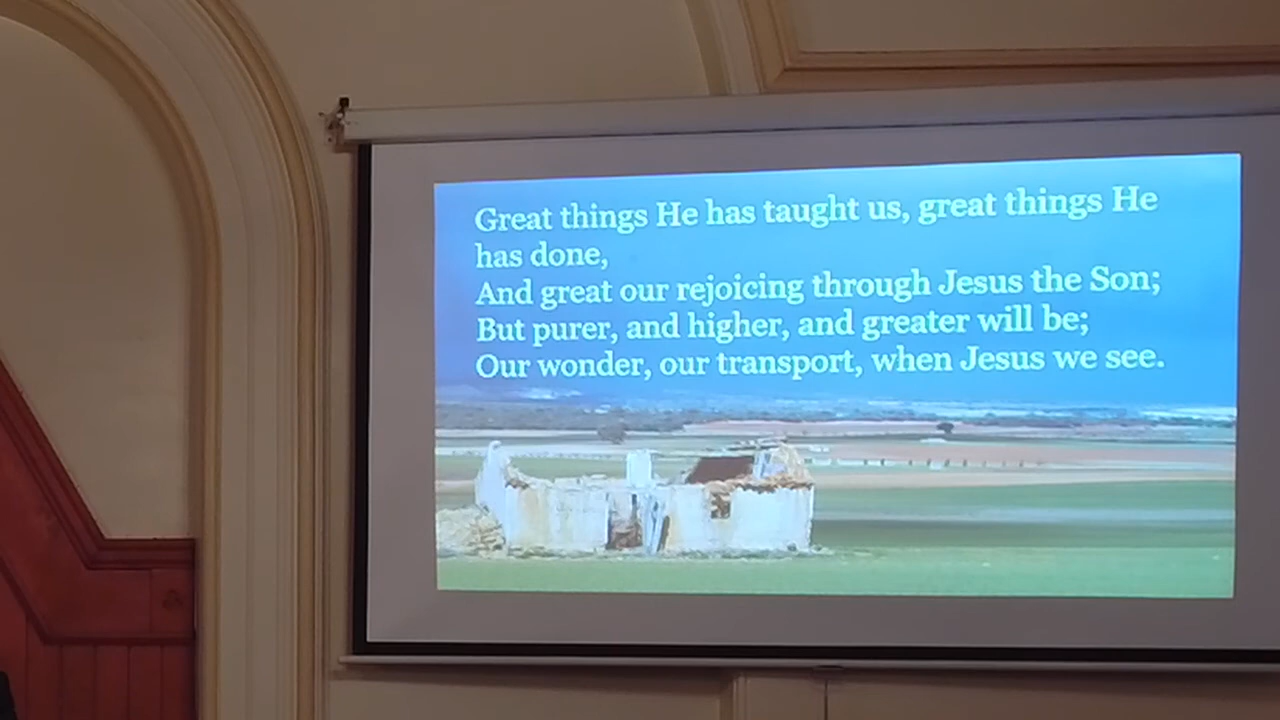 Great things He has taught us, great things He
has done,
And great our rejoicing through Jesus the Son;
But purer, and higher, and greater will be;
Our wonder, our transport, when Jesus we see.